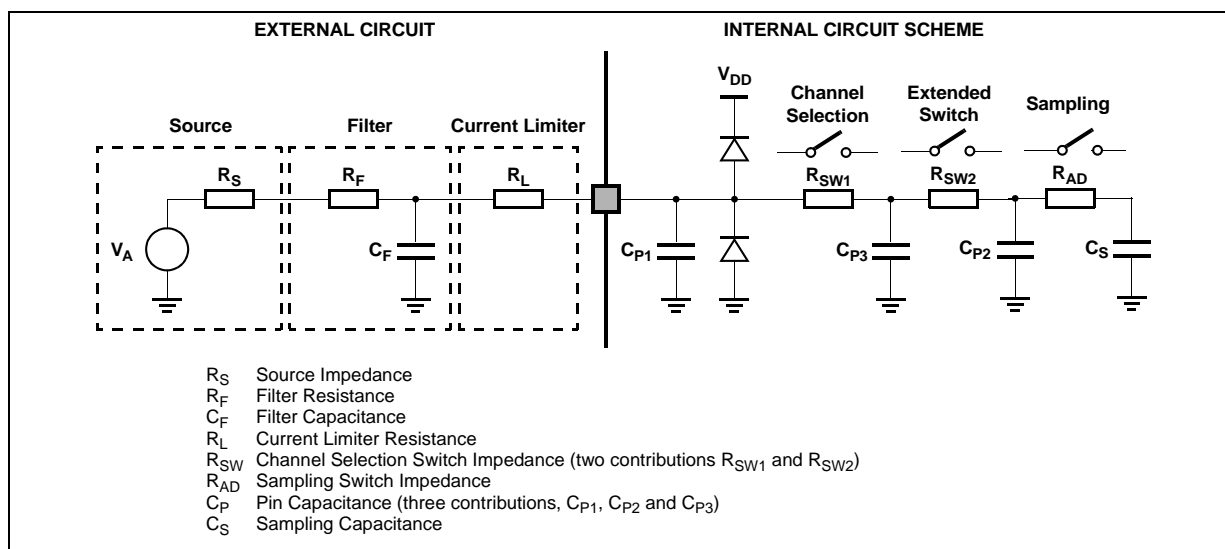 EXTERNAL CIRCUIT
INTERNAL CIRCUIT SCHEME
VDD
Channel
Selection
Extended
Switch
Sampling
Source
Filter
Current Limiter
RS
RF
RL
RSW1
RSW2
RAD
VA
CF
CP1
CP3
CP2
CS
RS Source Impedance
RF Filter Resistance
CF Filter Capacitance
RL Current Limiter Resistance
RSW Channel Selection Switch Impedance (two contributions RSW1 and RSW2)
RAD Sampling Switch Impedance
CP Pin Capacitance (three contributions, CP1, CP2 and CP3)
CS Sampling Capacitance